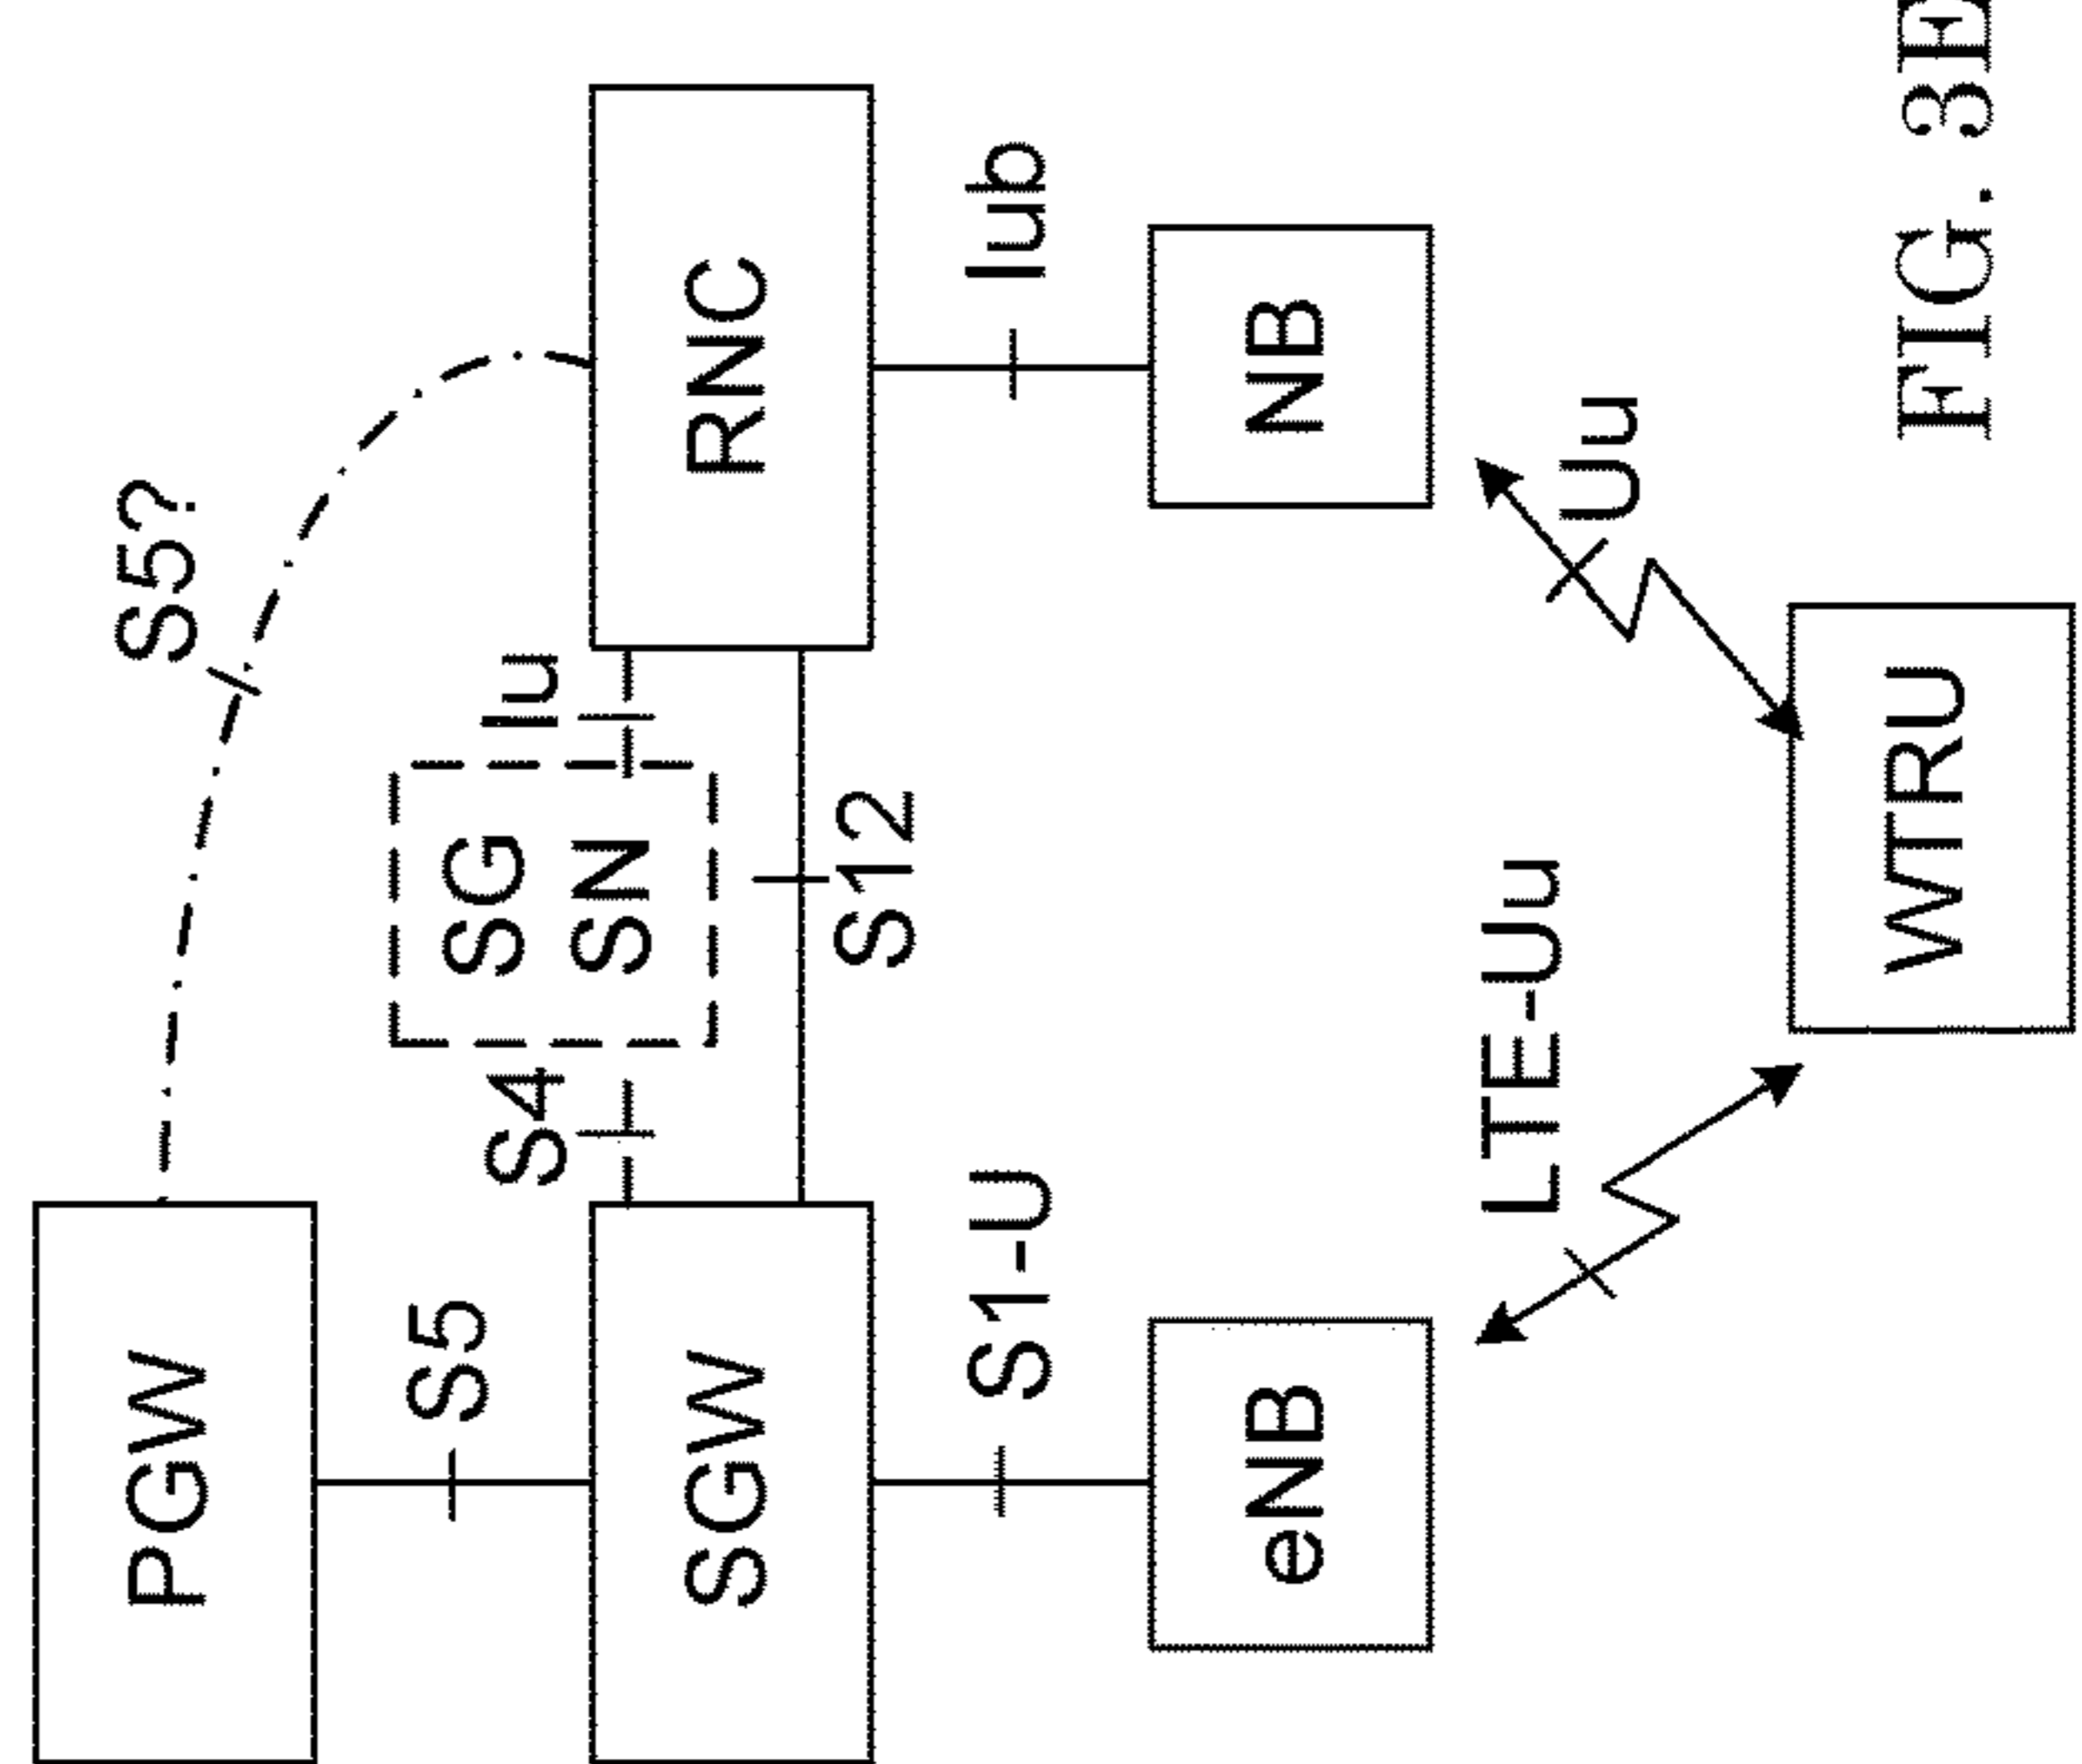 PGW
S5?
S5
S4
SG
SN
Iu
SGW
RNC
S12
S1-U
Iub
eNB
NB
LTE-Uu
Uu
WTRU
FIG. 3E